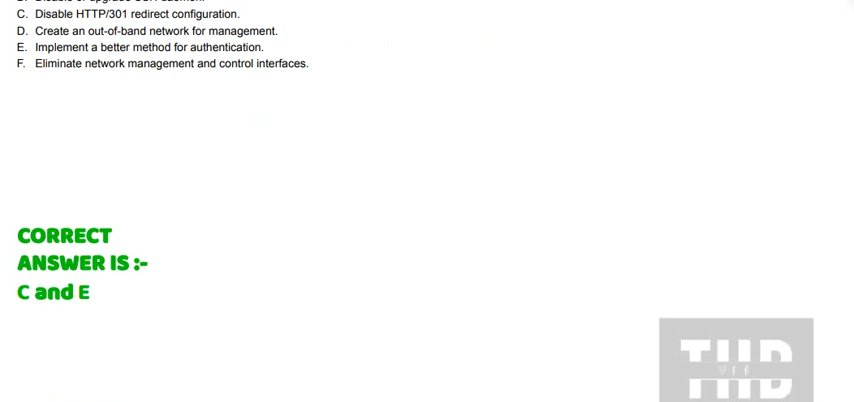 C. Disable HTTP/301 redirect configuration.
D. Create an out-of-band network for management.
E. Implement a better method for authentication.
F. Eliminate network management and control interfaces.
CORRECT
ANSWER IS :-
C and E